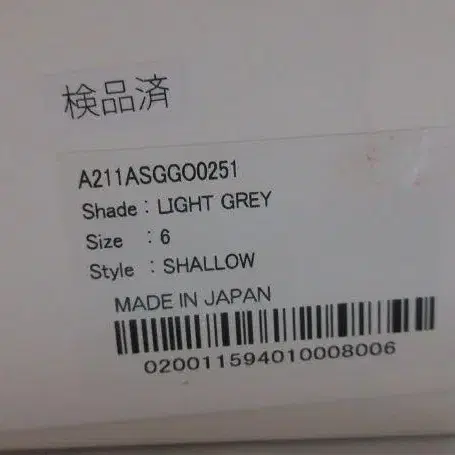 検品済
A211ASGGO0251
Shade : LIGHT GREY
Size : 6
Style : SHALLOW
MADE IN JAPAN
020011594010008006